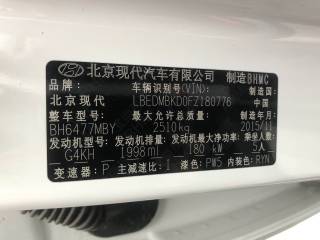 北京现代汽车有限公司 制造BHMC
品牌: 车辆识别号(VIN): 制造国:
北京现代 LBEDMBKD0FZ180776 中国
整车型号: 最大允许总质量: 制造年月:
BH6477MBY 2510kg 2015/11
发动机型号: 发动机排量: 发动机最大净功率: 乘坐人数:
G4KH 1998ml 180 kW 5人
变速器: P 主减速比: I 漆色: PW5 内装色: RYN